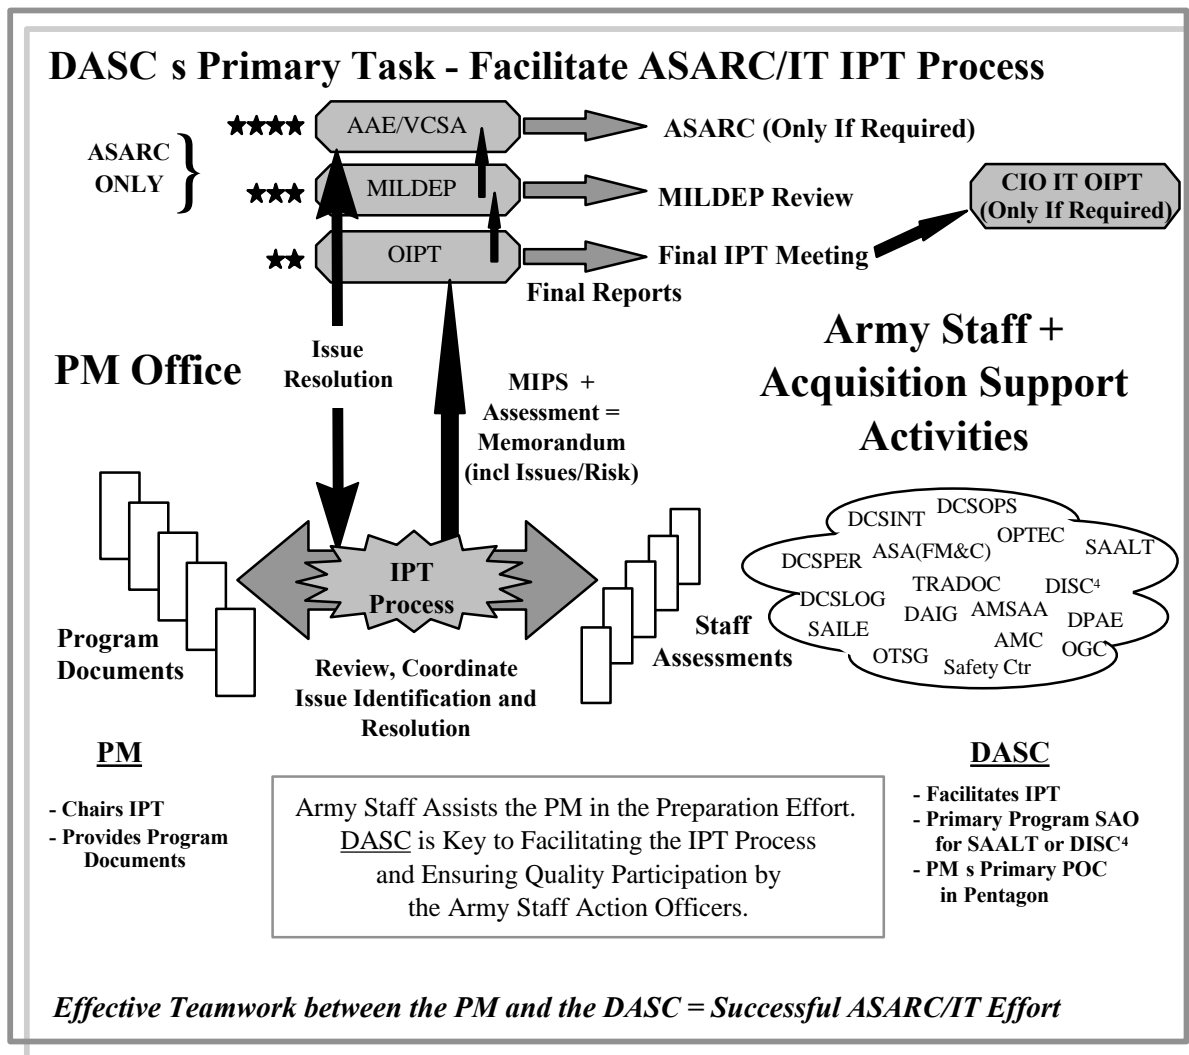 DASC s Primary Task - Facilitate ASARC/IT IPT Process
ASARC
ONLY
AAE/VCSA
ASARC (Only If Required)
MILDEP
MILDEP Review
CIO IT OIPT
(Only If Required)
OIPT
Final IPT Meeting
Final Reports
PM Office
Issue
Resolution
MIPS +
Assessment =
Memorandum
(incl Issues/Risk)
Army Staff +
Acquisition Support
Activities
IPT
Process
Program
Documents
Staff
Assessments
Review, Coordinate
Issue Identification and
Resolution
DCSINT
DCSOPS
OPTEC
SAALT
DCSPER
ASA(FM&C)
TRADOC
DISC⁴
DCSLOG
DAIG
AMSAA
DPAE
SAILE
AMC
OGC
OTSG
Safety Ctr
PM
- Chairs IPT
- Provides Program
Documents
Army Staff Assists the PM in the Preparation Effort.
DASC is Key to Facilitating the IPT Process
and Ensuring Quality Participation by
the Army Staff Action Officers.
DASC
- Facilitates IPT
- Primary Program SAO
for SAALT or DISC⁴
- PM s Primary POC
in Pentagon
Effective Teamwork between the PM and the DASC = Successful ASARC/IT Effort